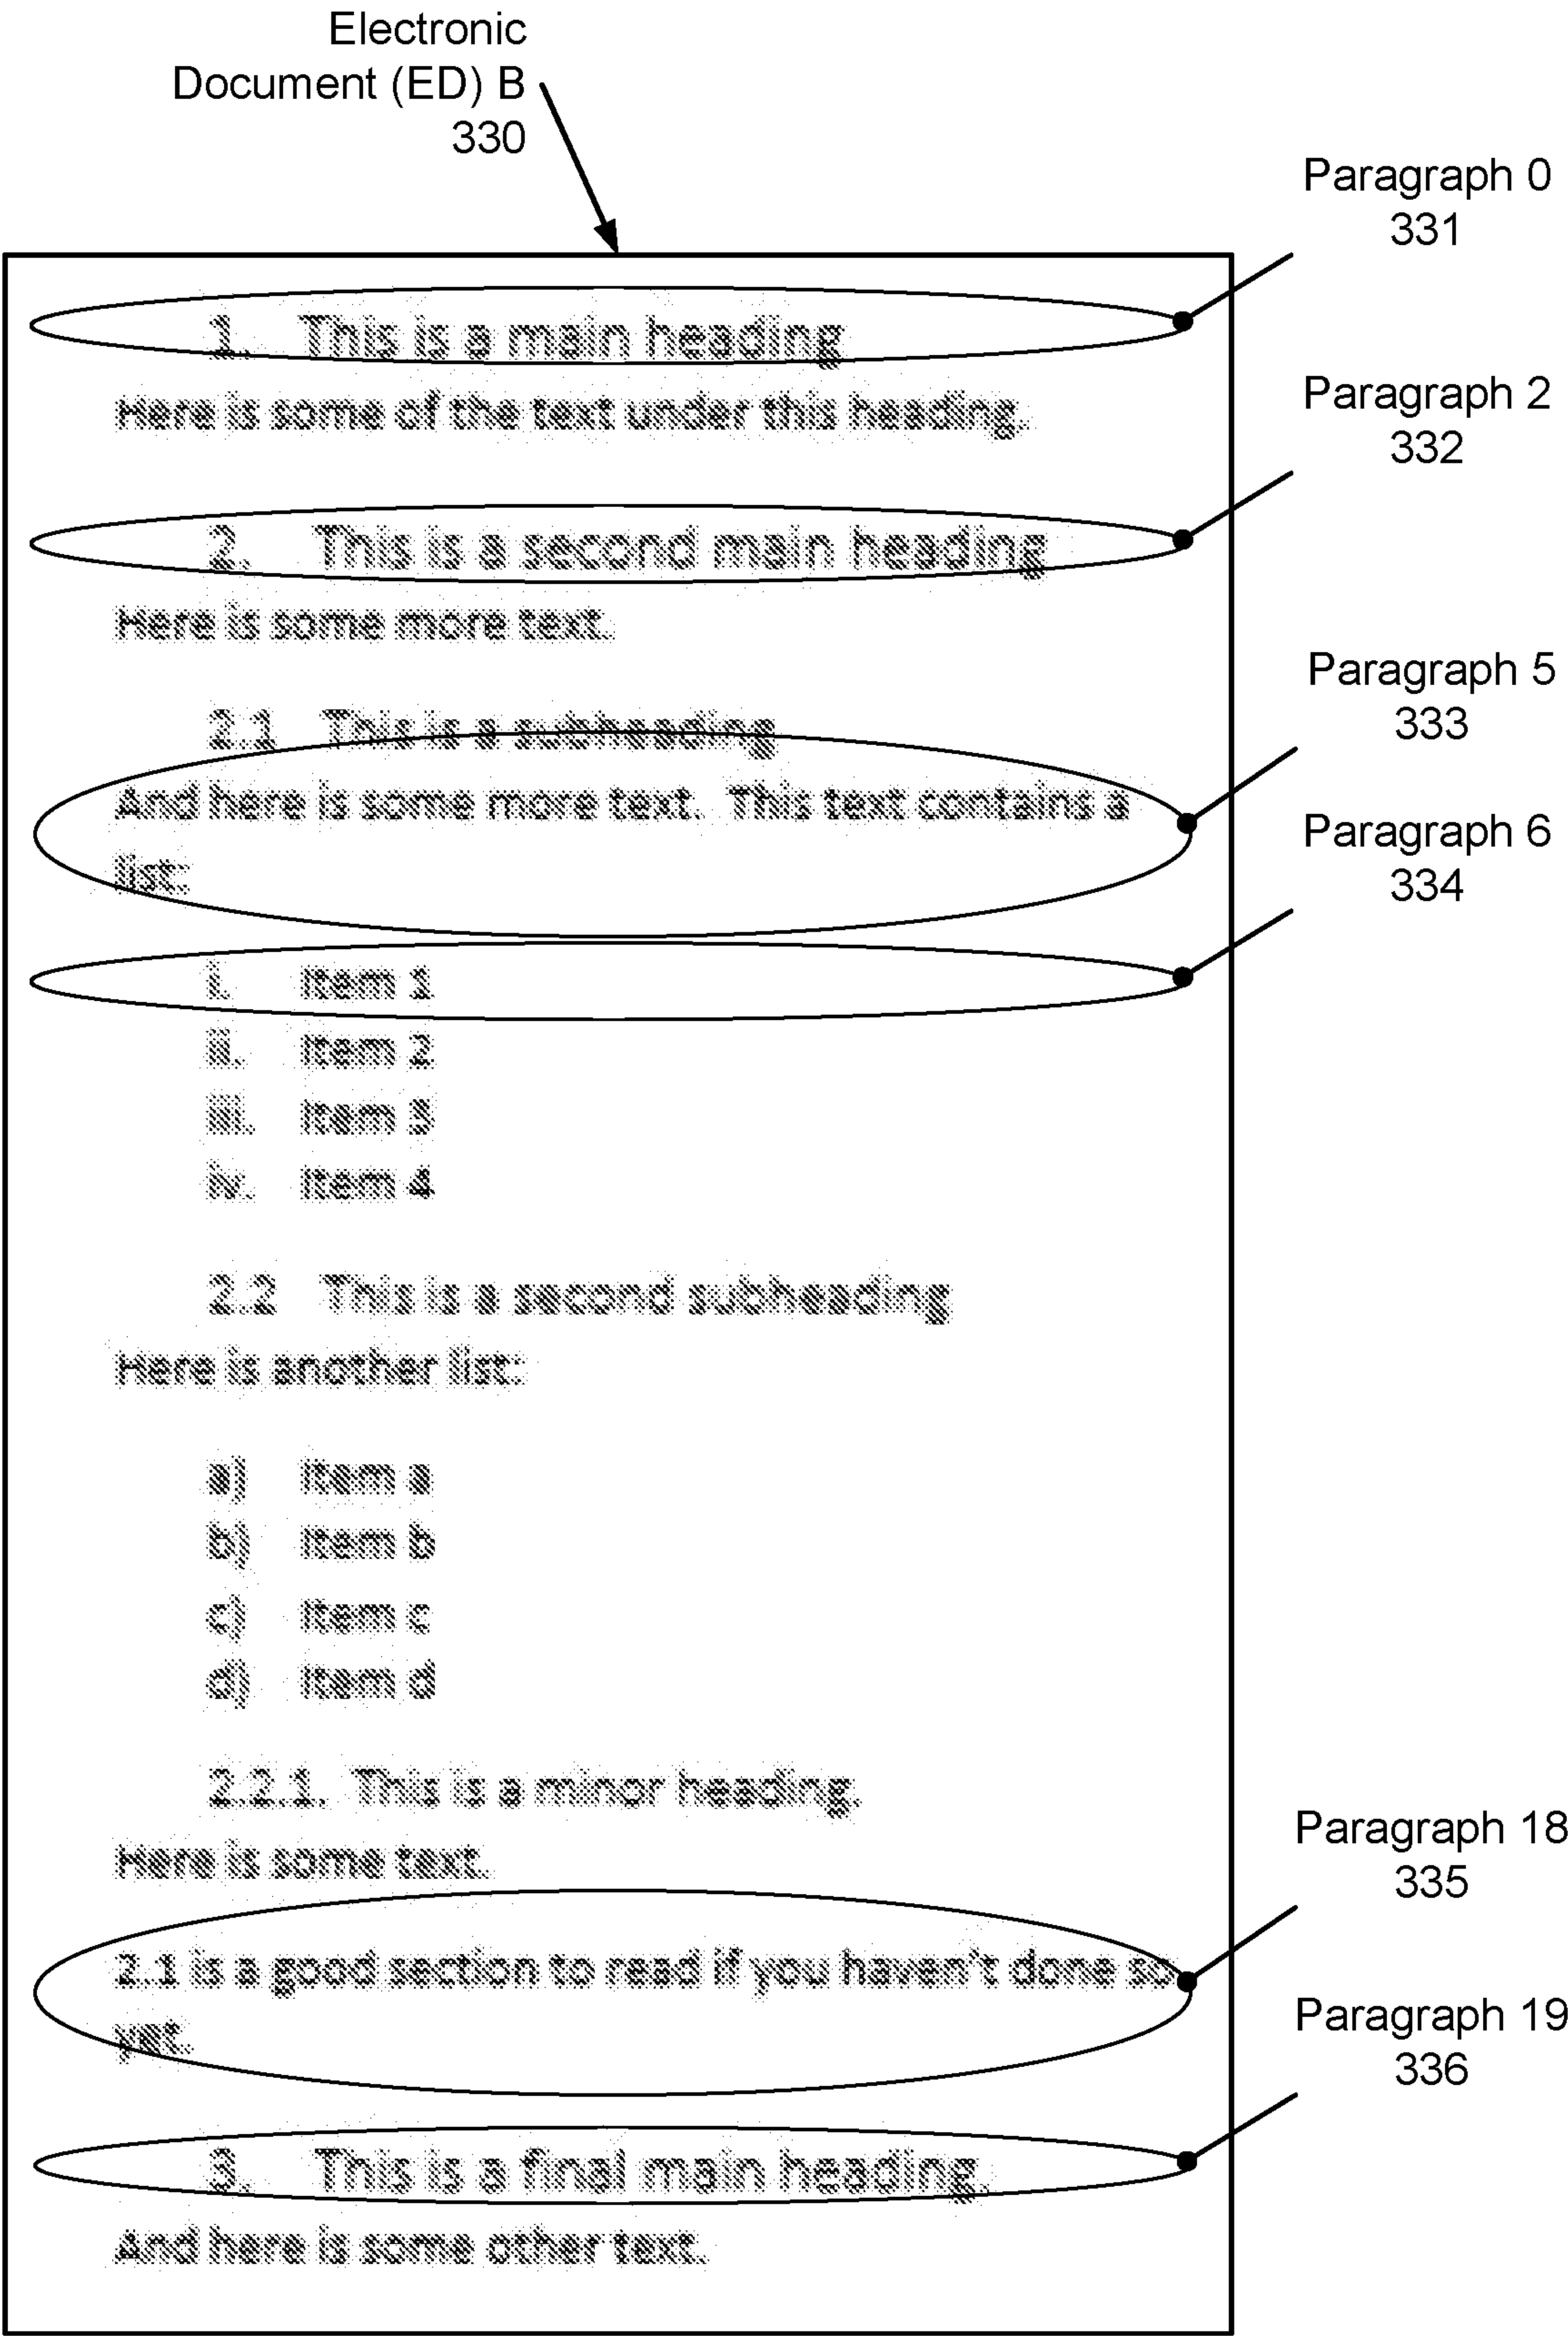 Electronic
Document (ED) B
330
Paragraph 0
331
1. This is a main heading
Here is some of the text under this heading.
Paragraph 2
332
2. This is a second main heading
Here is some more text.
Paragraph 5
333
2.1 This is a subheading
And here is some more text. This text contains a
list:
Paragraph 6
334
i. Item 1
ii. Item 2
iii. Item 3
iv. Item 4
2.2 This is a second subheading
Here is another list:
a) Item a
b) Item b
c) Item c
d) Item d
2.2.1. This is a minor heading.
Here is some text.
Paragraph 18
335
2.1 is a good section to read if you haven't done so
yet.
Paragraph 19
336
3. This is a final main heading.
And here is some other text.